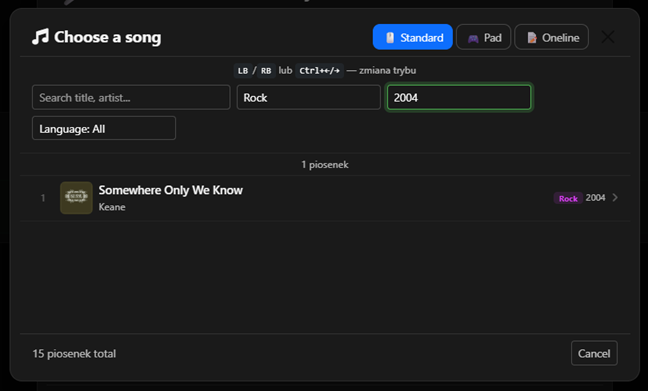 Choose a song
Standard
Pad
Oneline
LB / RB lub Ctrl+←/→ — zmiana trybu
Search title, artist...
Rock
2004
Language: All
1 piosenek
1
Somewhere Only We Know
Keane
Rock
2004
15 piosenek total
Cancel